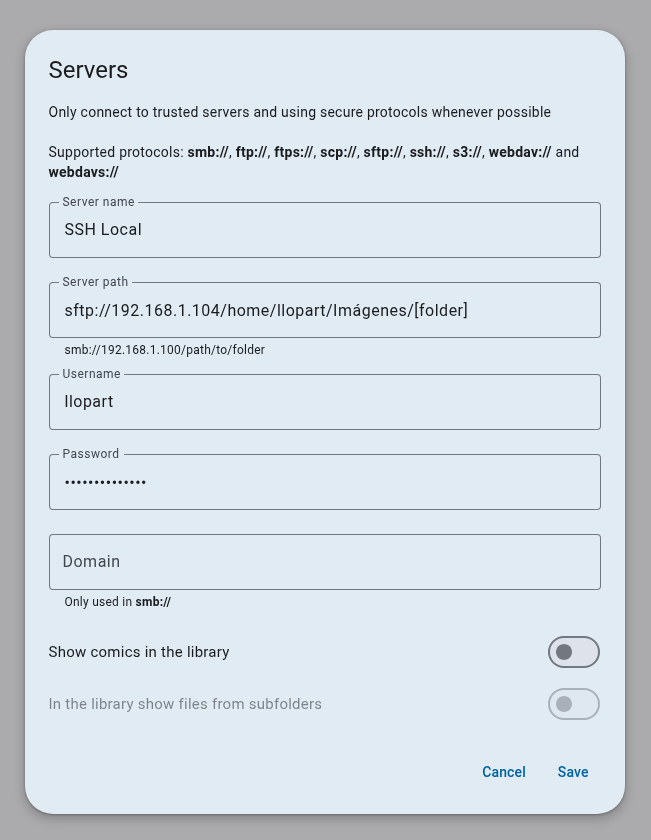 Servers
Only connect to trusted servers and using secure protocols whenever possible
Supported protocols: smb://, ftp://, ftps://, scp://, sftp://, ssh://, s3://, webdav:// and
webdavs://
Server name
SSH Local
Server path
sftp://192.168.1.104/home/llopart/Imágenes/[folder]
smb://192.168.1.100/path/to/folder
Username
llopart
Password
••••••••••••••
Domain
Only used in smb://
Show comics in the library
In the library show files from subfolders
Cancel Save